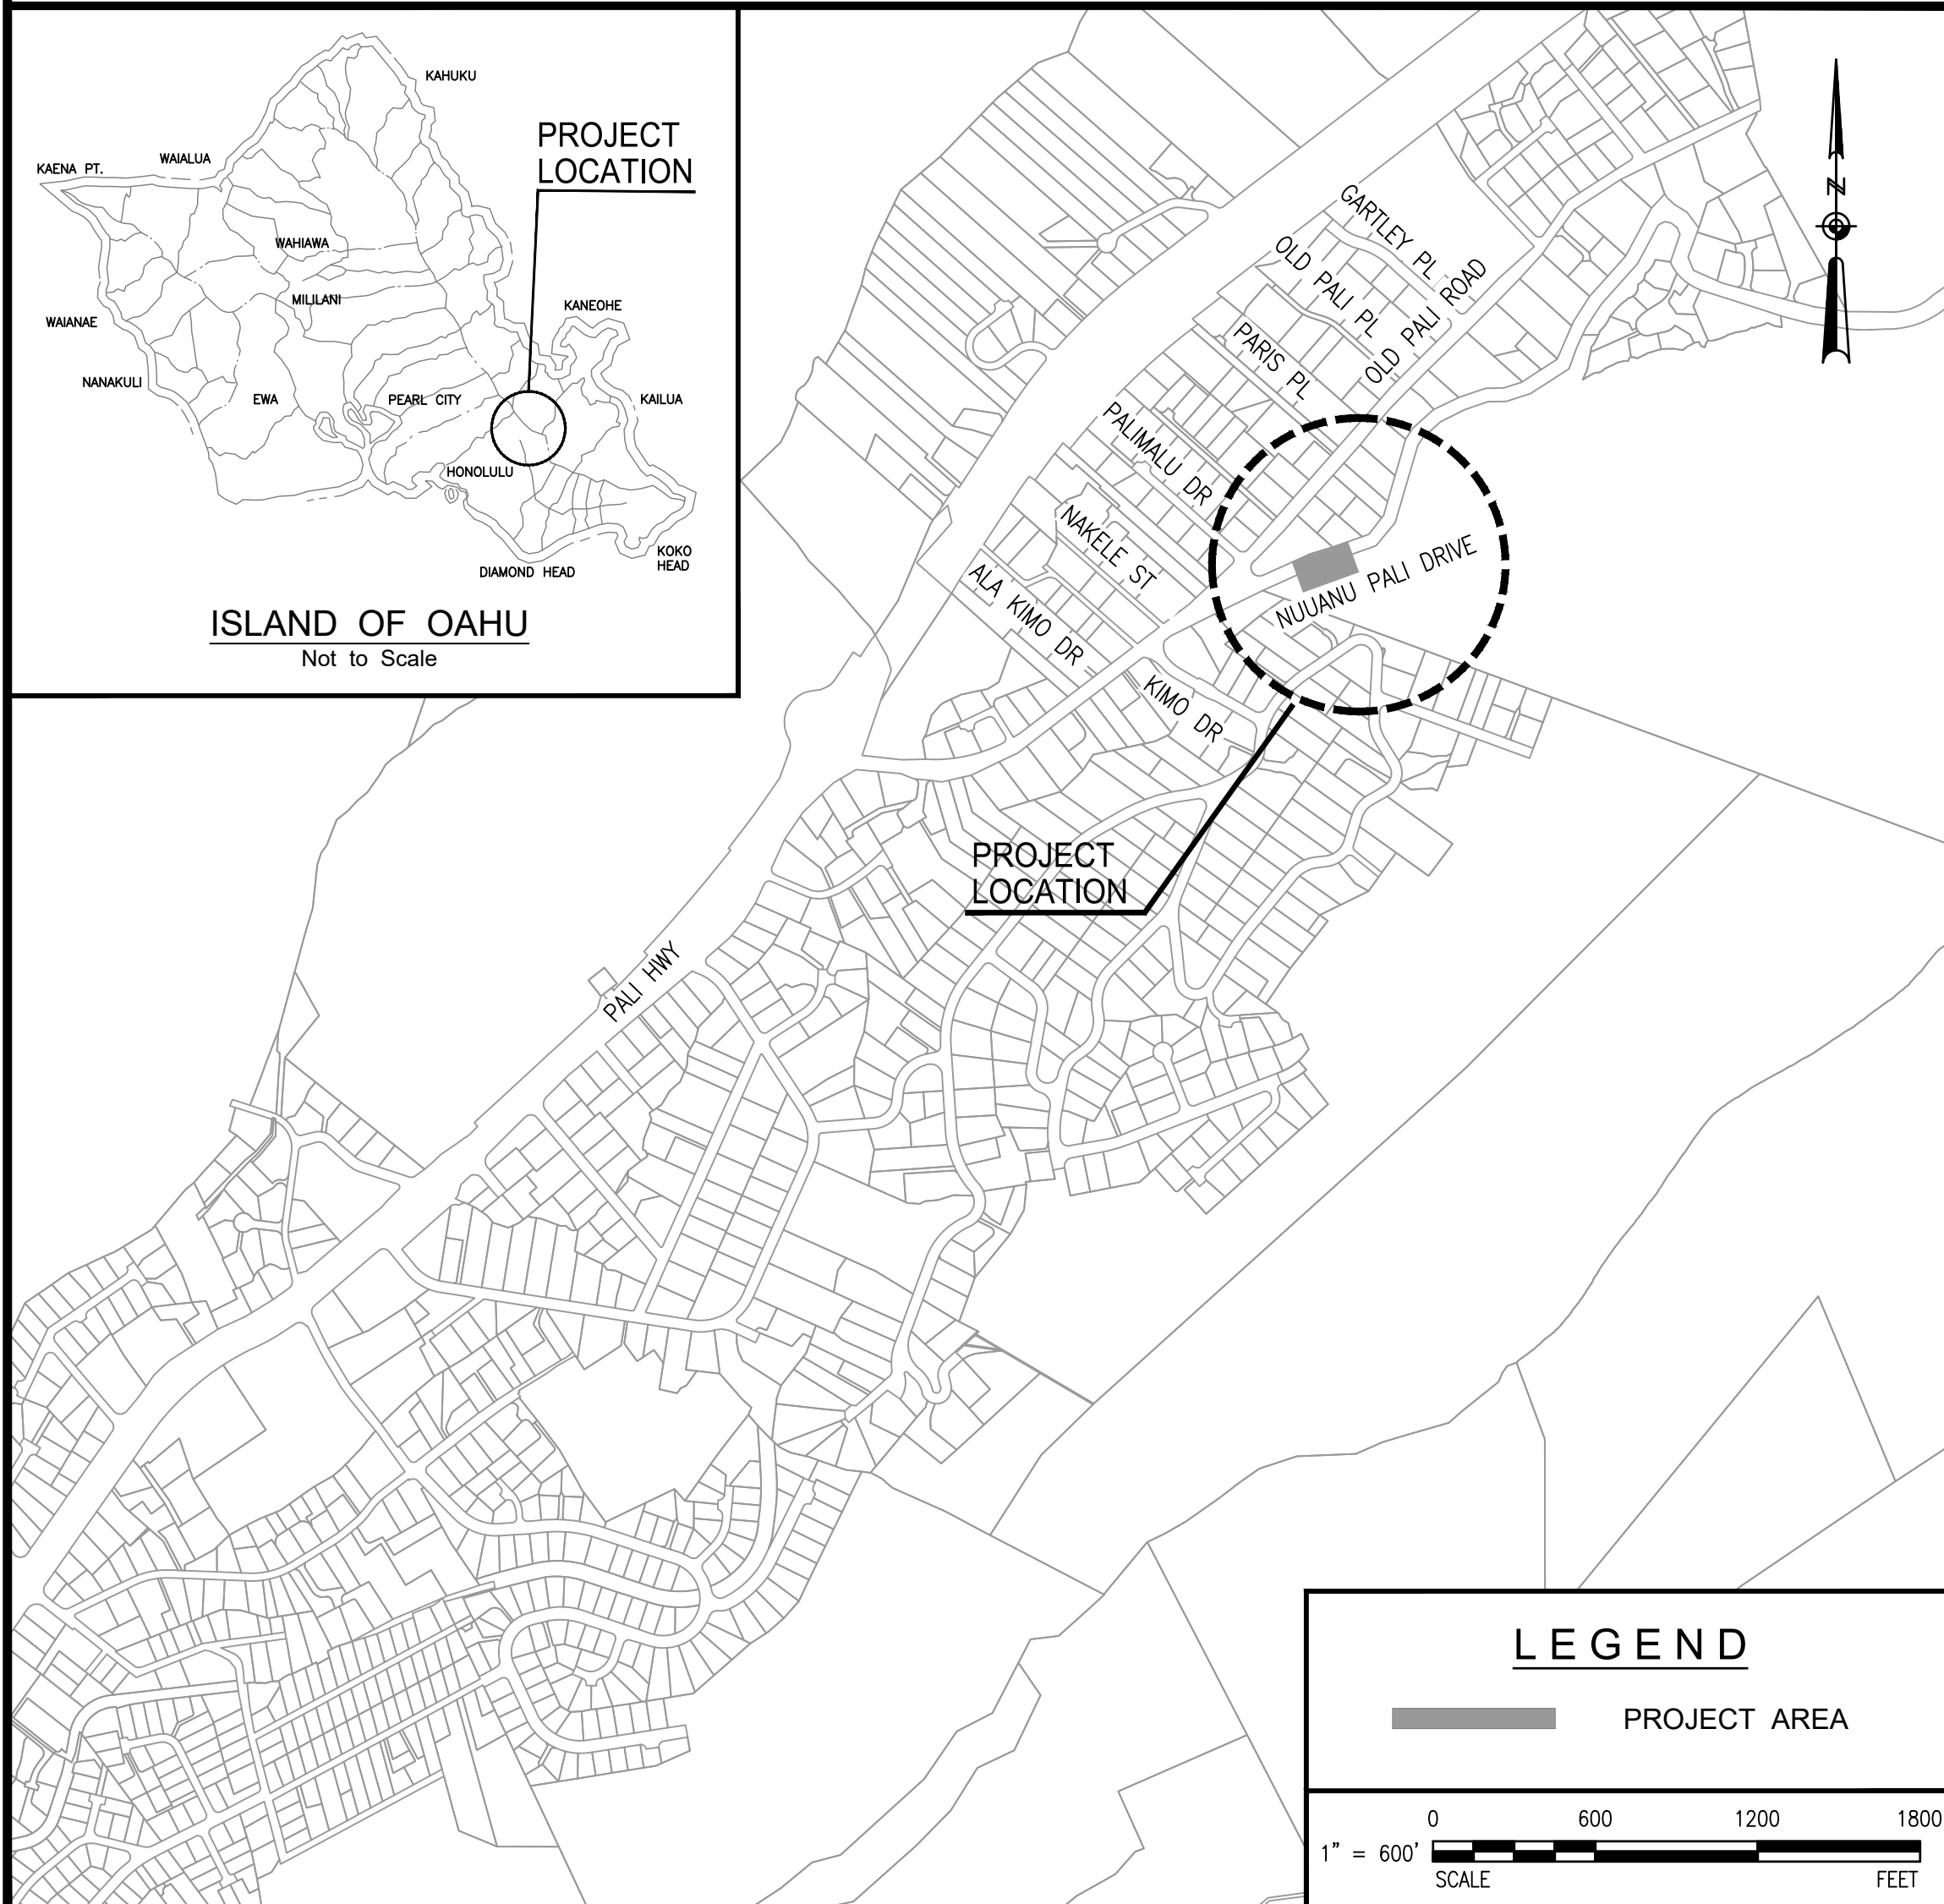 KAHUKU
PROJECT
LOCATION
WAIALUA
KAENA PT.
WAHIAWA
MILILANI
KANEOHE
WAIANAE
NANAKULI
EWA
PEARL CITY
KAILUA
HONOLULU
KOKO
HEAD
DIAMOND HEAD
ISLAND OF OAHU
Not to Scale
N
GARTLEY PL
OLD PALI PL
OLD PALI ROAD
PARIS PL
PALIMALU DR
NAKELE ST
NUUANU PALI DRIVE
ALA KIMO DR
KIMO DR
PROJECT
LOCATION
PALI HWY
LEGEND
PROJECT AREA
0 600 1200 1800
1" = 600'
SCALE FEET